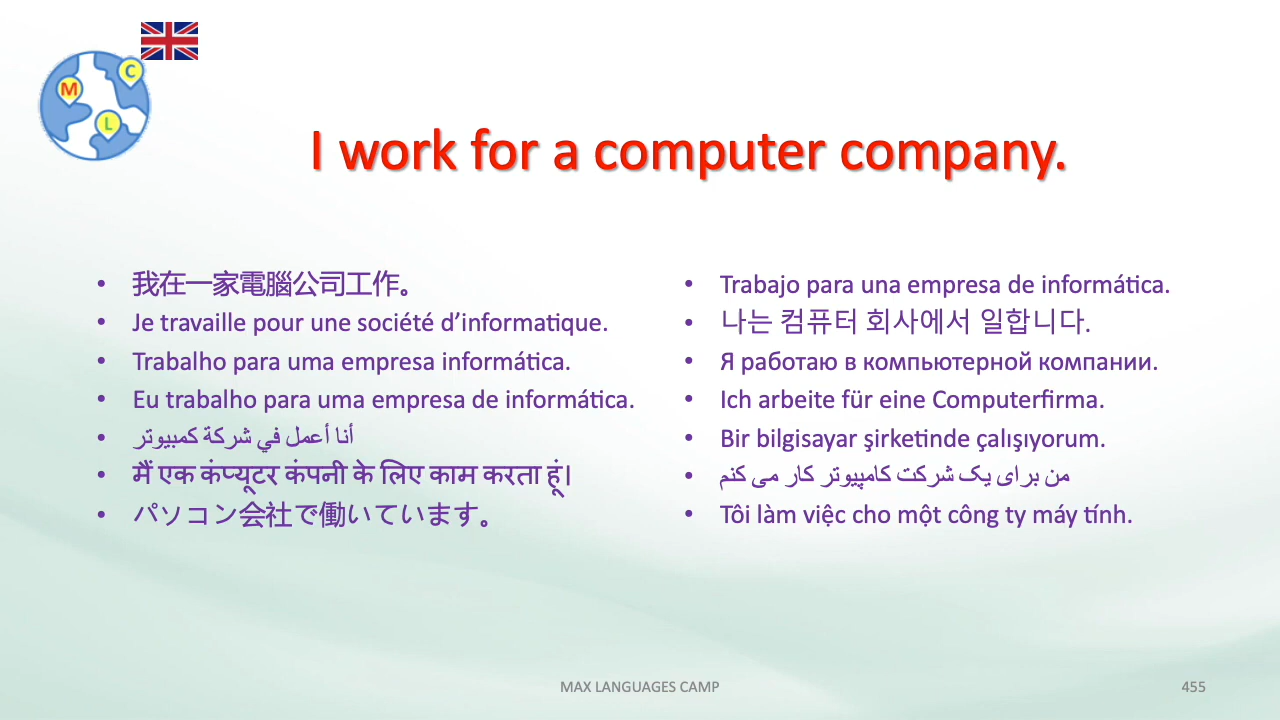 C
M
L
I work for a computer company.
• 我在一家電腦公司工作。
• Je travaille pour une société d’informatique.
• Trabalho para uma empresa informática.
• Eu trabalho para uma empresa de informática.
• أنا أعمل في شركة كمبيوتر
• मैं एक कंप्यूटर कंपनी के लिए काम करता हूं।
• パソコン会社で働いています。
• Trabajo para una empresa de informática.
• 나는 컴퓨터 회사에서 일합니다.
• Я работаю в компьютерной компании.
• Ich arbeite für eine Computerfirma.
• Bir bilgisayar şirketinde çalışıyorum.
• من برای یک شرکت کامپیوتر کار می کنم
• Tôi làm việc cho một công ty máy tính.
MAX LANGUAGES CAMP
455